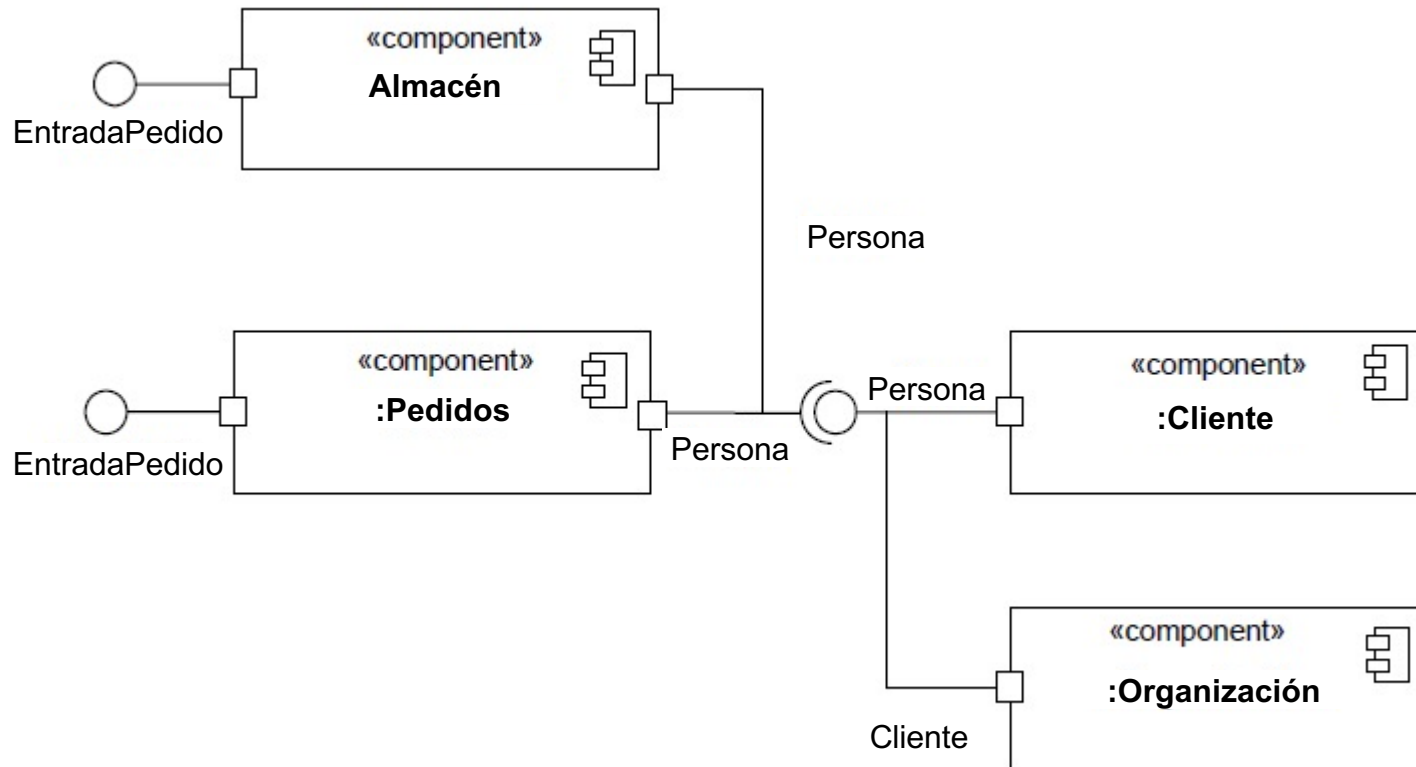 «component»
Almacén
EntradaPedido
Persona
«component»
:Pedidos
EntradaPedido
Persona
Persona
«component»
:Cliente
«component»
:Organización
Cliente